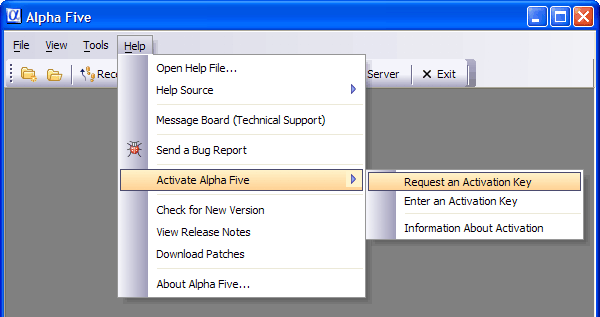 Alpha Five
File View Tools Help
Server Exit
Open Help File...
Help Source
Message Board (Technical Support)
Send a Bug Report
Activate Alpha Five
Request an Activation Key
Enter an Activation Key
Information About Activation
Check for New Version
View Release Notes
Download Patches
About Alpha Five...